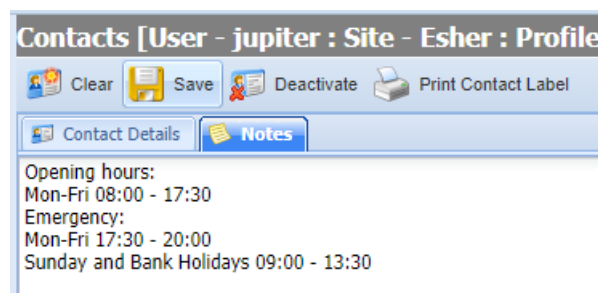 Contacts [User - jupiter : Site - Esher : Profile
Clear Save Deactivate Print Contact Label
Contact Details Notes
Opening hours:
Mon-Fri 08:00 - 17:30
Emergency:
Mon-Fri 17:30 - 20:00
Sunday and Bank Holidays 09:00 - 13:30